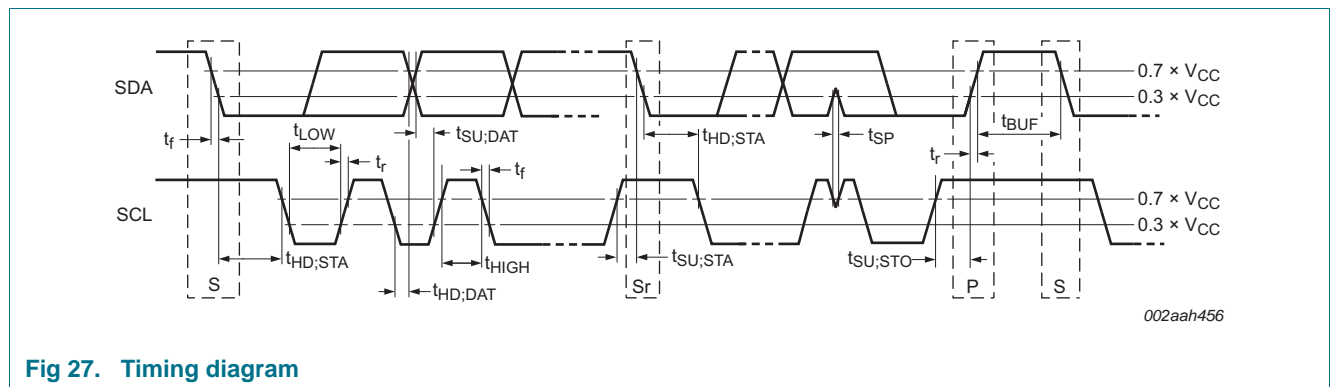 SDA
0.7 × VCC
0.3 × VCC
tf
tLOW
tSU;DAT
tHD;STA
tSP
tBUF
tr
tf
tr
SCL
0.7 × VCC
0.3 × VCC
tHD;STA
tHIGH
tSU;STA
tSU;STO
S
tHD;DAT
Sr
P
S
002aah456
Fig 27. Timing diagram